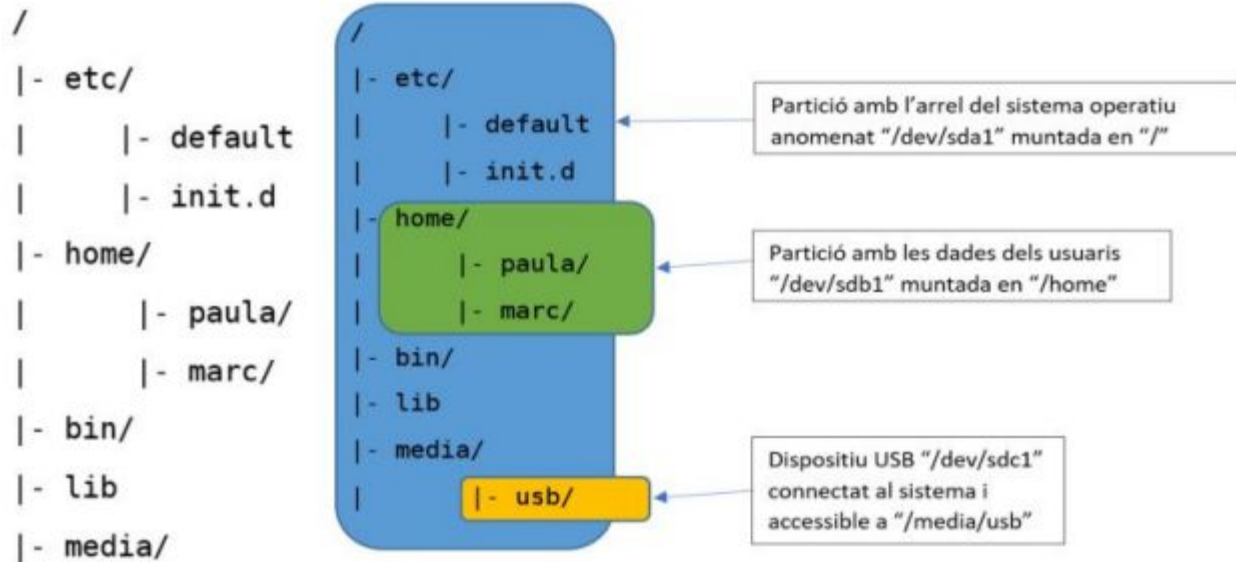 /
|- etc/
|      |- default
|      |- init.d
|- home/
|       |- paula/
|       |- marc/
|- bin/
|- lib
|- media/
/
|- etc/
|      |- default
|      |- init.d
|- home/
|       |- paula/
|       |- marc/
|- bin/
|- lib
|- media/
|       |- usb/
Partició amb l'arrel del sistema operatiu
anomenat “/dev/sda1” muntada en “/”
Partició amb les dades dels usuaris
“/dev/sdb1” muntada en “/home”
Dispositiu USB “/dev/sdc1”
connectat al sistema i
accessible a “/media/usb”